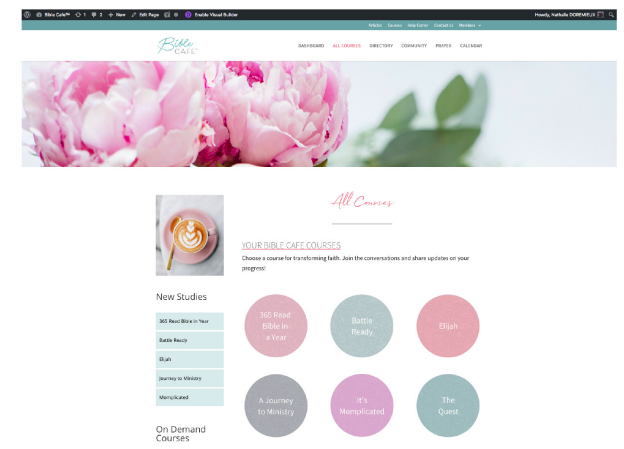 Bible Cafe™ 1 2 + New Edit Page Enable Visual Builder Howdy, Nathalie DOREMIEUX
Articles Courses Help Center Contact Us Members
Bible
CAFE™
DASHBOARD ALL COURSES DIRECTORY COMMUNITY PRAYER CALENDAR
All Courses
YOUR BIBLE CAFE COURSES
Choose a course for transforming faith. Join the conversations and share updates on your
progress!
New Studies
365 Read Bible in Year
Battle Ready
Elijah
Journey to Ministry
Momplicated
On Demand
Courses
365 Read
Bible in
a Year
Battle
Ready
Elijah
A Journey
to Ministry
It's
Momplicated
The
Quest